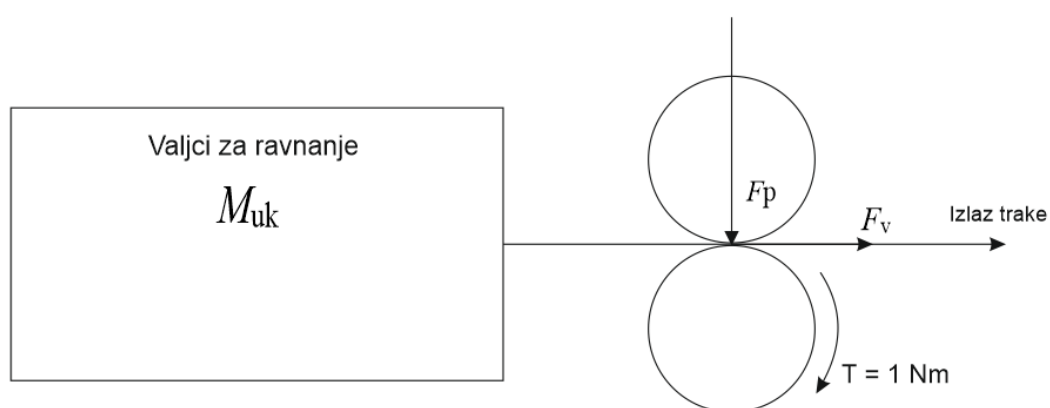 Valjci za ravnanje
Muk
Fp
Fv
Izlaz trake
T = 1 Nm